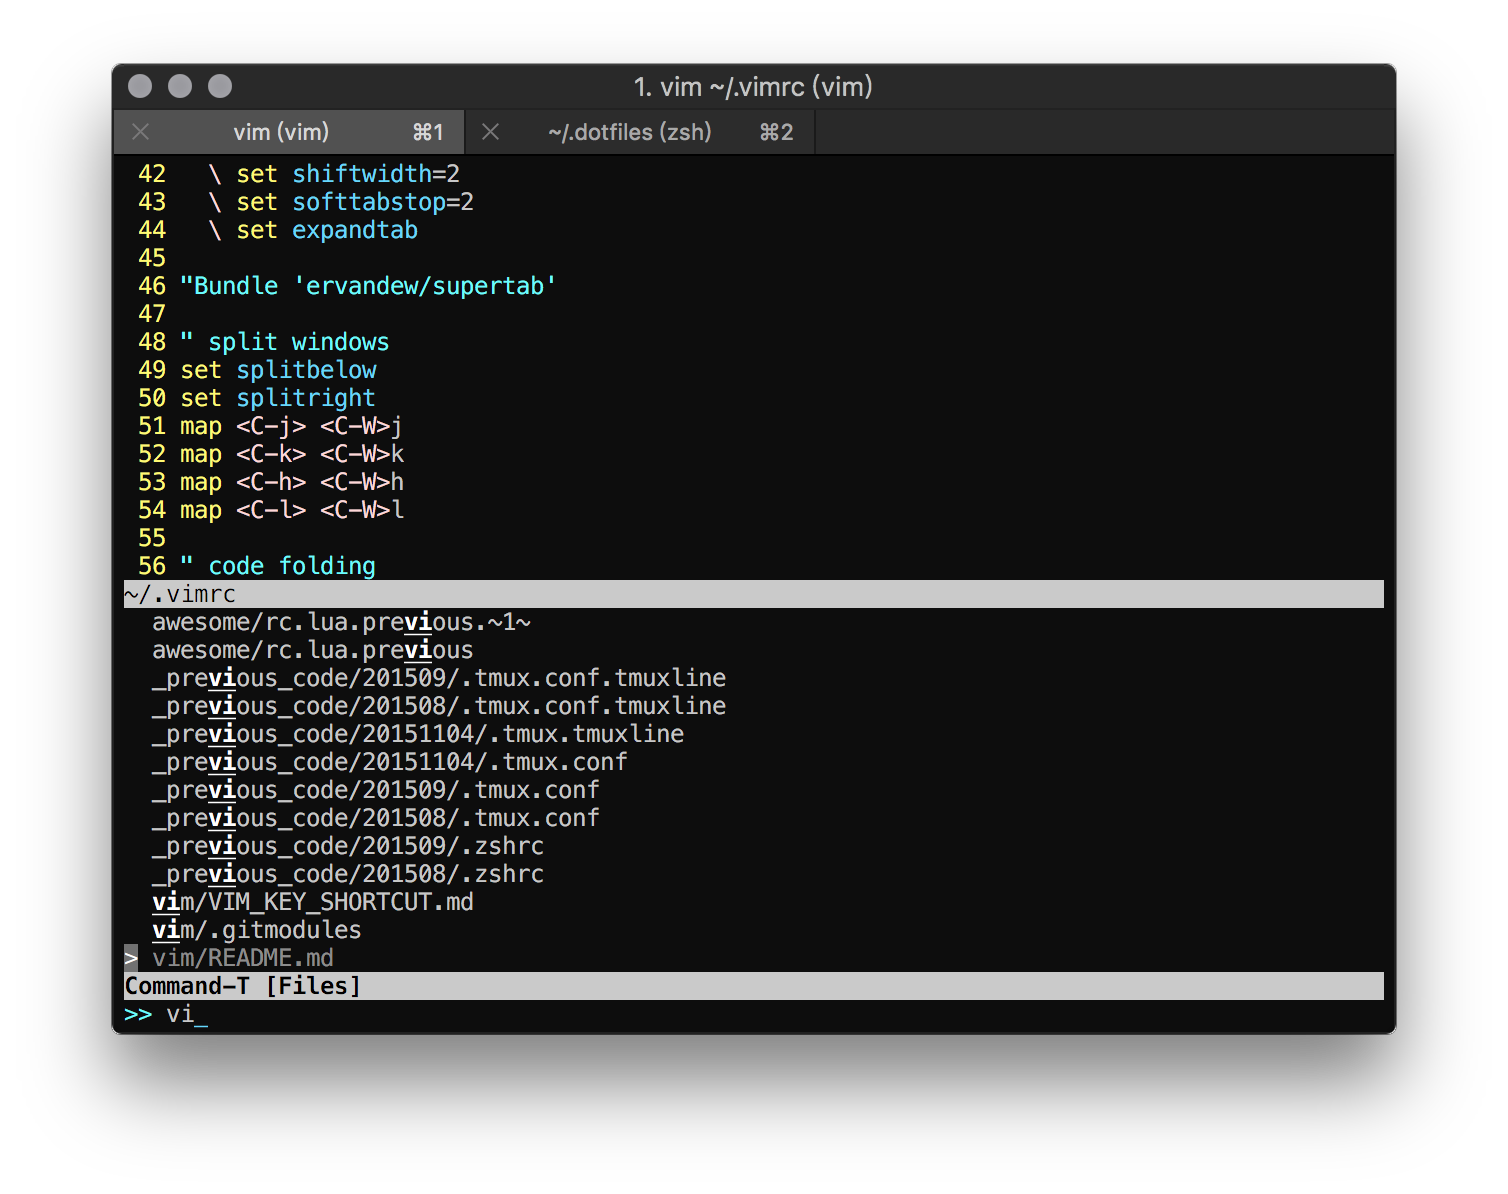 1. vim ~/.vimrc (vim)
vim (vim) ⌘1 ~/.dotfiles (zsh) ⌘2
42   \ set shiftwidth=2
43   \ set softtabstop=2
44   \ set expandtab
45
46 "Bundle 'ervandew/supertab'
47
48 " split windows
49 set splitbelow
50 set splitright
51 map <C-j> <C-W>j
52 map <C-k> <C-W>k
53 map <C-h> <C-W>h
54 map <C-l> <C-W>l
55
56 " code folding
~/.vimrc
awesome/rc.lua.previous.~1~
awesome/rc.lua.previous
_previous_code/201509/.tmux.conf.tmuxline
_previous_code/201508/.tmux.conf.tmuxline
_previous_code/20151104/.tmux.tmuxline
_previous_code/20151104/.tmux.conf
_previous_code/201509/.tmux.conf
_previous_code/201508/.tmux.conf
_previous_code/201509/.zshrc
_previous_code/201508/.zshrc
vim/VIM_KEY_SHORTCUT.md
vim/.gitmodules
> vim/README.md
Command-T [Files]
>> vi_